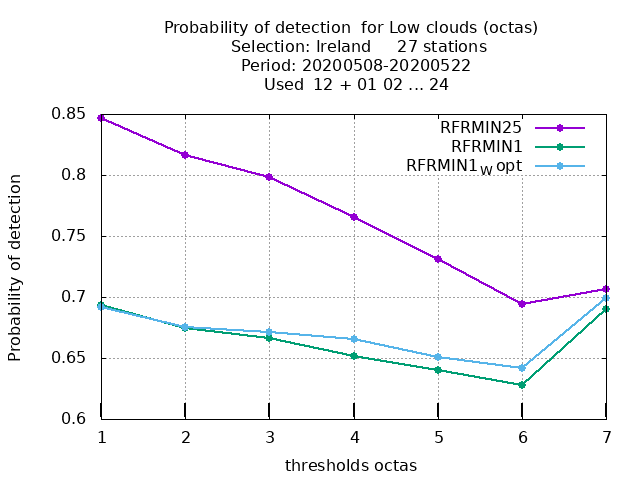 Probability of detection  for Low clouds (octas)
Selection: Ireland     27 stations
Period: 20200508-20200522
Used  12 + 01 02 ... 24
0.85
0.8
0.75
0.7
0.65
0.6
Probability of detection
RFRMIN25
RFRMIN1
RFRMIN1W opt
1 2 3 4 5 6 7
thresholds octas